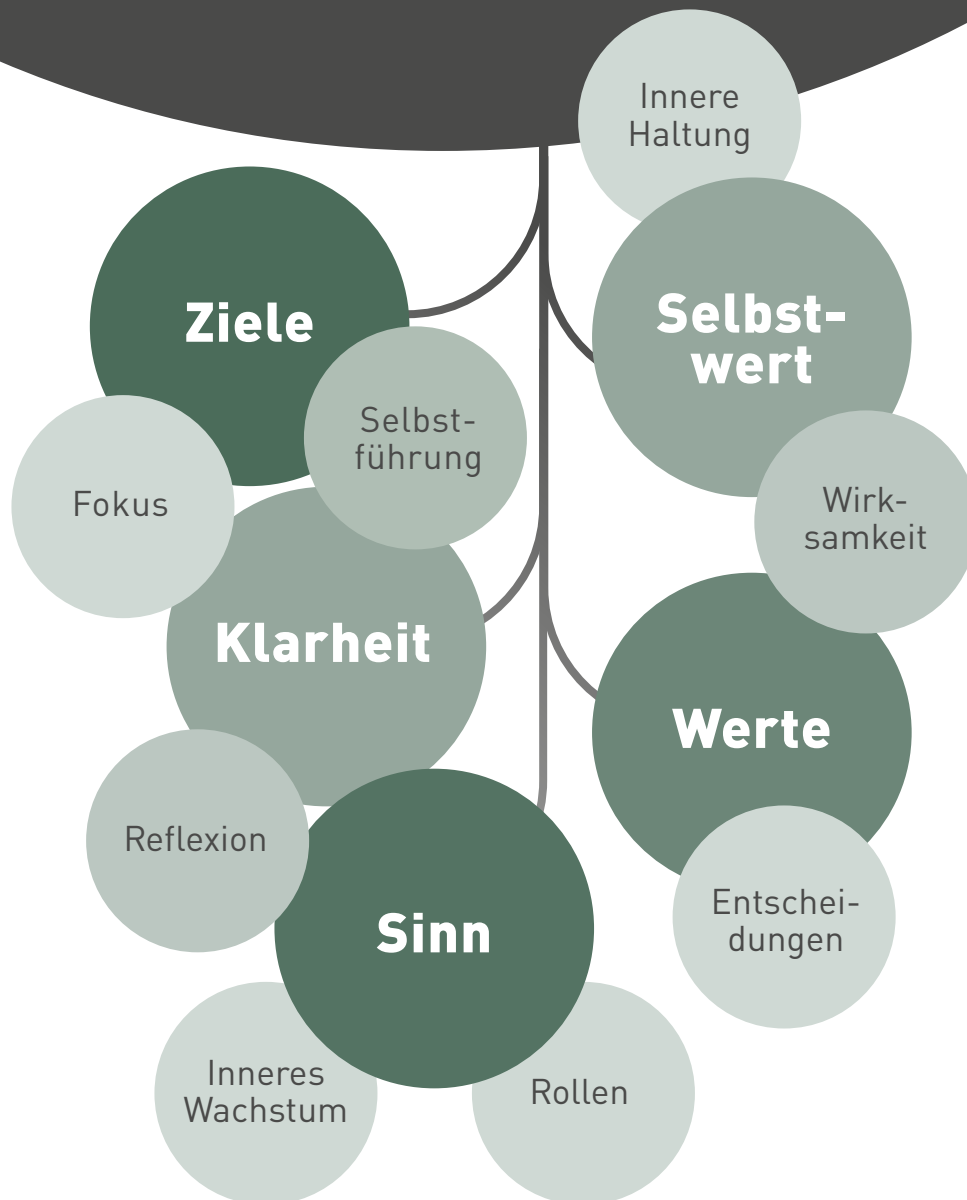 Innere
Haltung
Ziele
Selbst-
wert
Selbst-
führung
Fokus
Wirk-
samkeit
Klarheit
Werte
Reflexion
Entschei-
dungen
Sinn
Inneres
Wachstum
Rollen